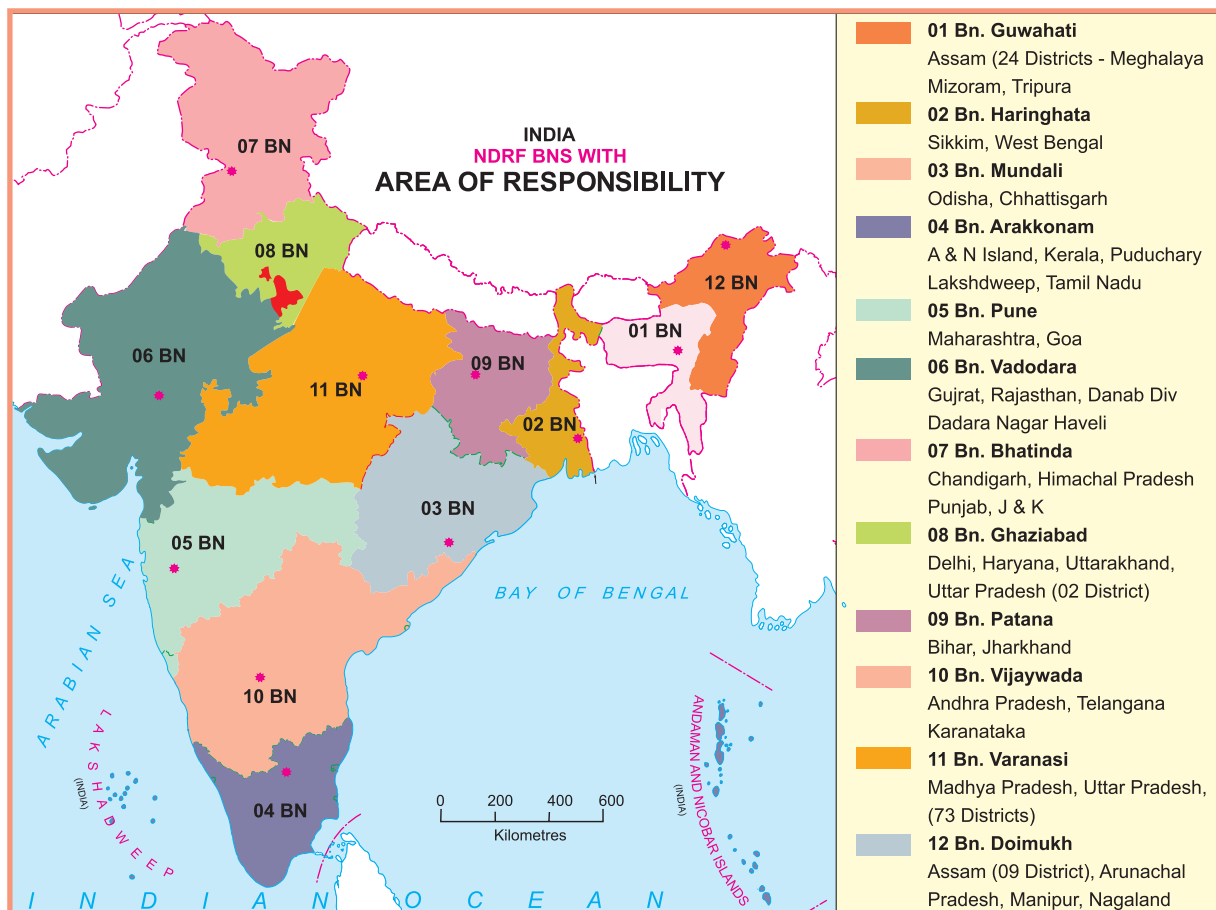 INDIA
NDRF BNS WITH
AREA OF RESPONSIBILITY
07 BN
08 BN
12 BN
01 BN
06 BN
09 BN
11 BN
02 BN
03 BN
05 BN
10 BN
04 BN
ARABIAN SEA
BAY OF BENGAL
LAKSHADWEEP
(INDIA)
ANDAMAN AND NICOBAR ISLANDS
(INDIA)
0 200 400 600
Kilometres
INDIAN OCEAN
01 Bn. Guwahati
Assam (24 Districts - Meghalaya
Mizoram, Tripura
02 Bn. Haringhata
Sikkim, West Bengal
03 Bn. Mundali
Odisha, Chhattisgarh
04 Bn. Arakkonam
A & N Island, Kerala, Puduchary
Lakshdweep, Tamil Nadu
05 Bn. Pune
Maharashtra, Goa
06 Bn. Vadodara
Gujrat, Rajasthan, Danab Div
Dadara Nagar Haveli
07 Bn. Bhatinda
Chandigarh, Himachal Pradesh
Punjab, J & K
08 Bn. Ghaziabad
Delhi, Haryana, Uttarakhand,
Uttar Pradesh (02 District)
09 Bn. Patana
Bihar, Jharkhand
10 Bn. Vijaywada
Andhra Pradesh, Telangana
Karanataka
11 Bn. Varanasi
Madhya Pradesh, Uttar Pradesh,
(73 Districts)
12 Bn. Doimukh
Assam (09 District), Arunachal
Pradesh, Manipur, Nagaland